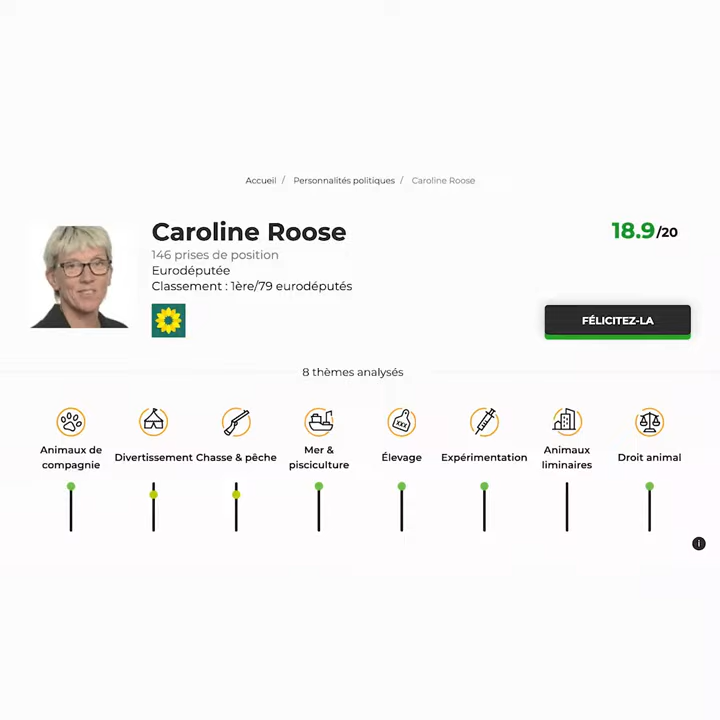 Accueil / Personnalités politiques / Caroline Roose
Caroline Roose
18.9/20
146 prises de position
Eurodéputée
Classement : 1ère/79 eurodéputés
FÉLICITEZ-LA
8 thèmes analysés
Animaux de
compagnie
Divertissement
Chasse & pêche
Mer &
pisciculture
Élevage
XXX
Expérimentation
Animaux
liminaires
Droit animal
i